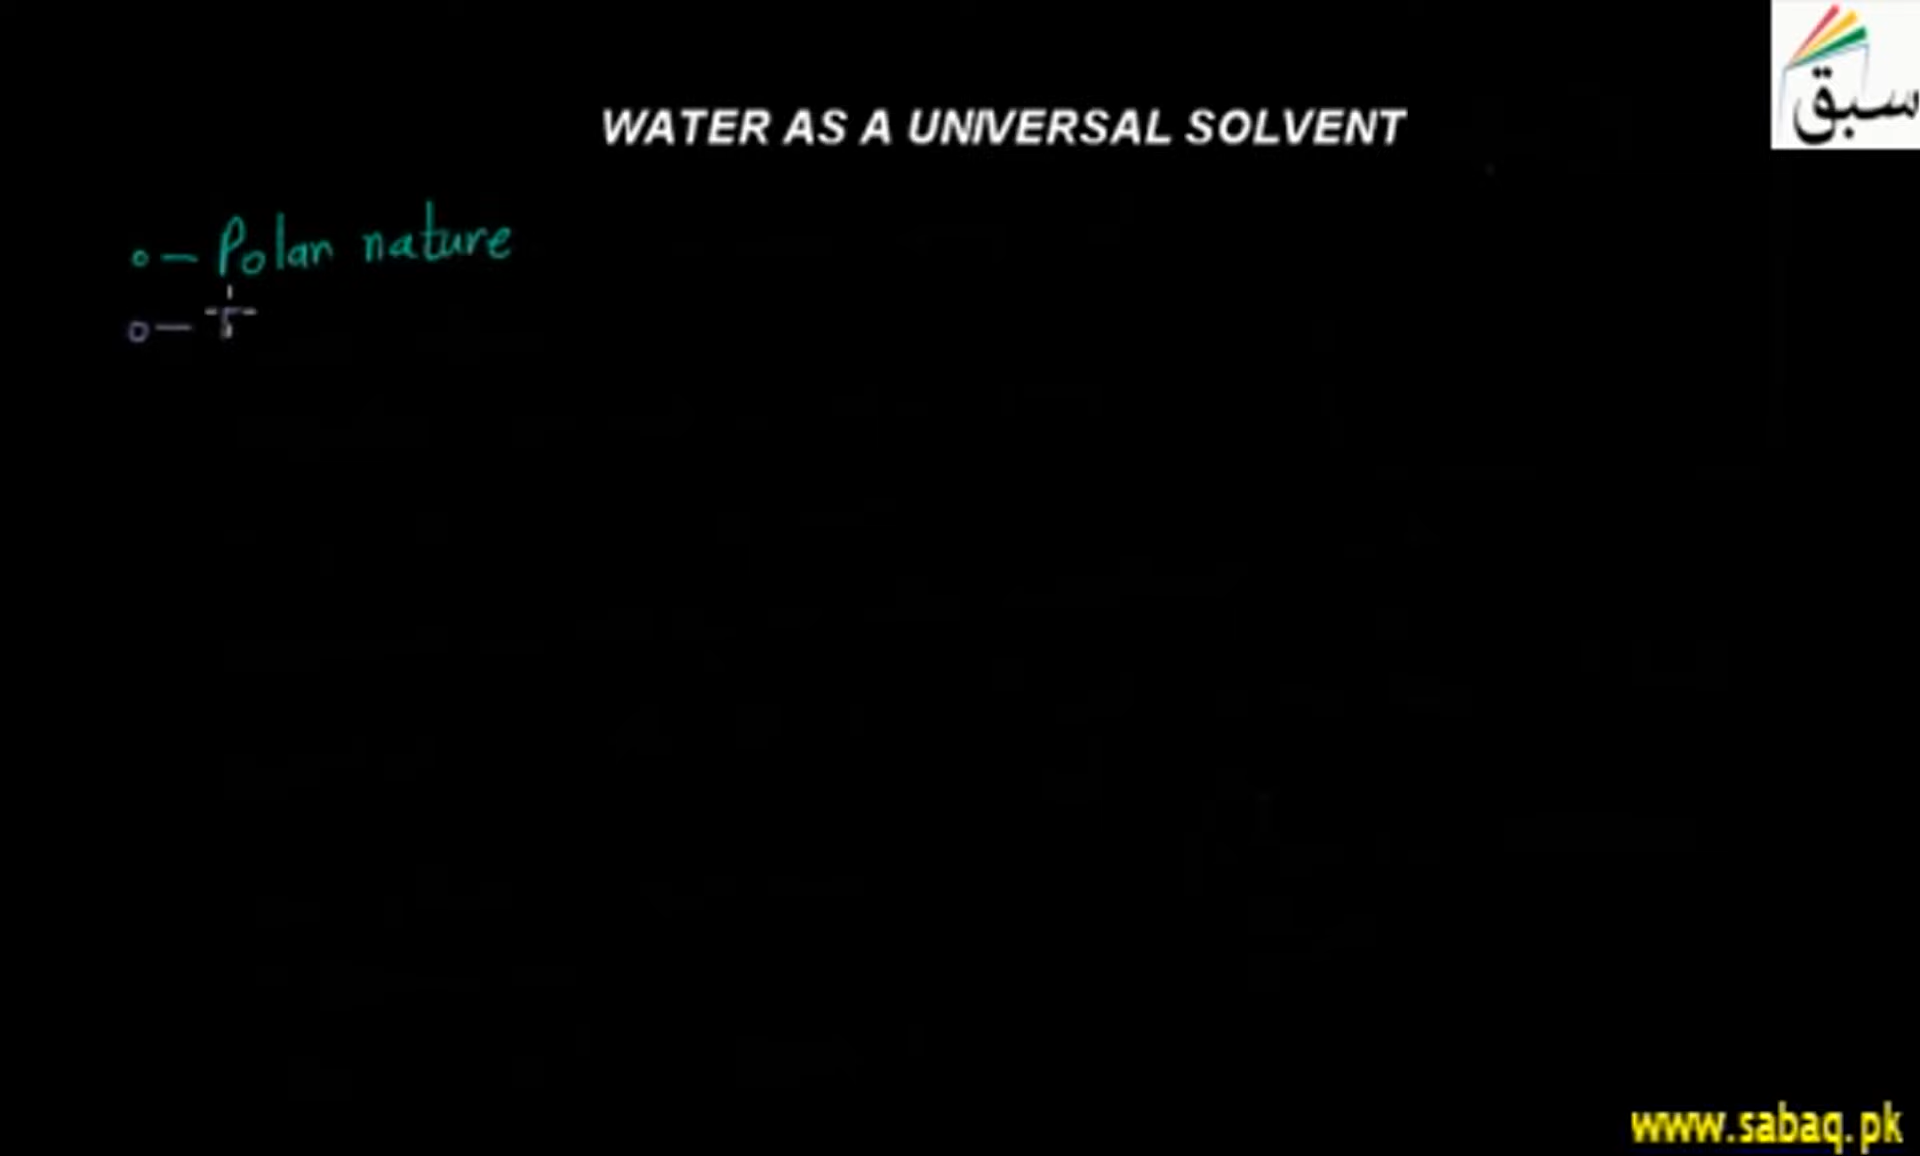 سبق
WATER AS A UNIVERSAL SOLVENT
o — Polar nature
o —
www.sabaq.pk